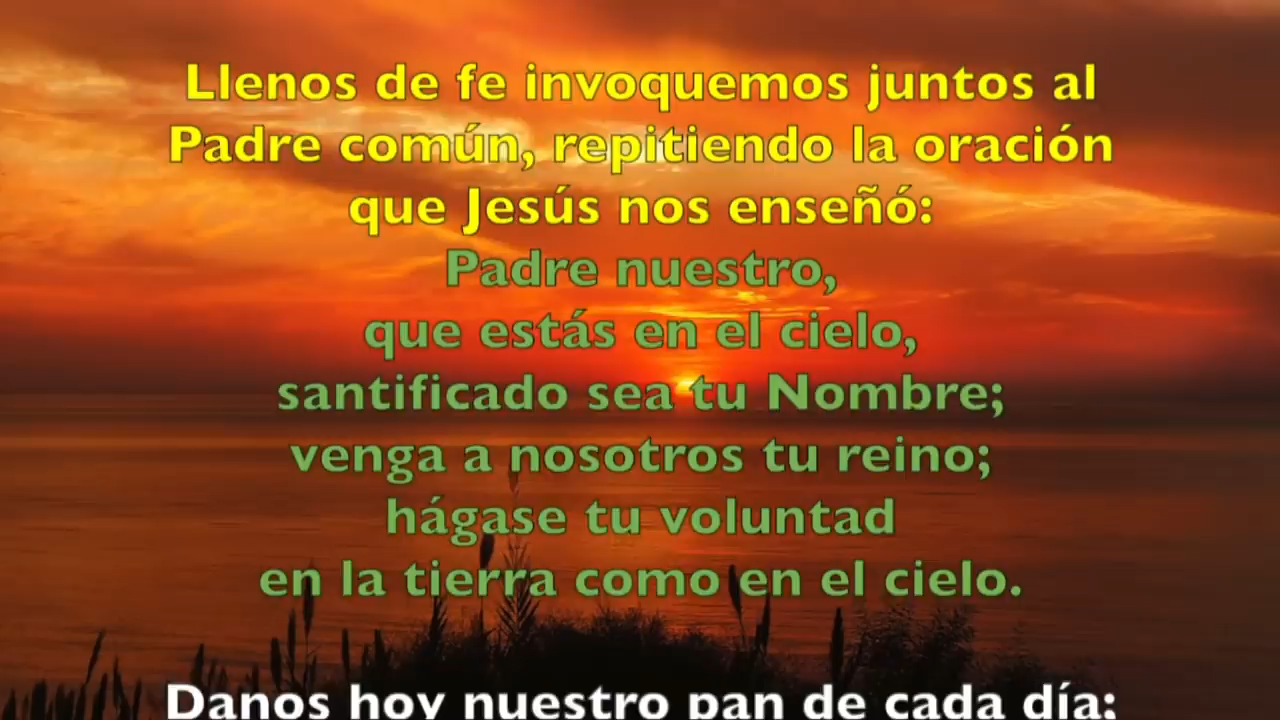 Llenos de fe invoquemos juntos al
Padre común, repitiendo la oración
que Jesús nos enseñó:
Padre nuestro,
que estás en el cielo,
santificado sea tu Nombre;
venga a nosotros tu reino;
hágase tu voluntad
en la tierra como en el cielo.
Danos hoy nuestro pan de cada día;